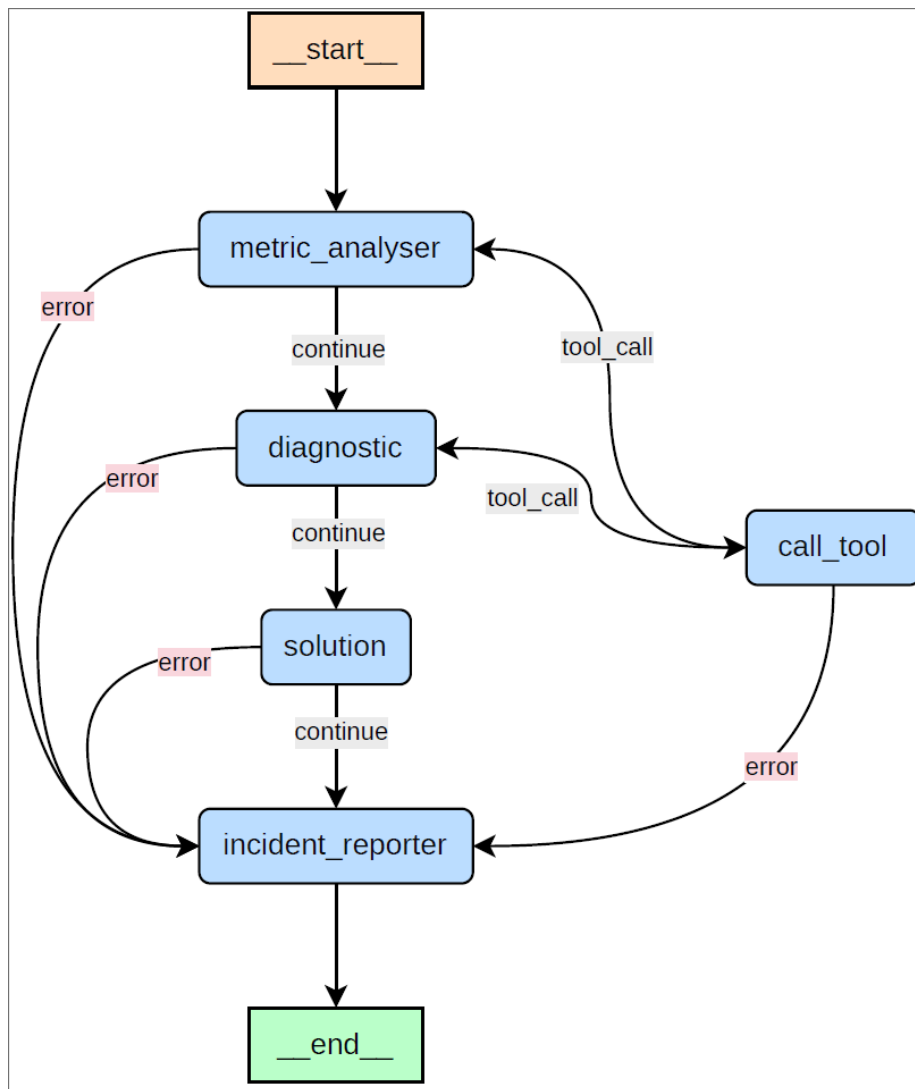 __start__
metric_analyser
error
continue
tool_call
diagnostic
error
tool_call
continue
call_tool
solution
error
continue
error
incident_reporter
__end__